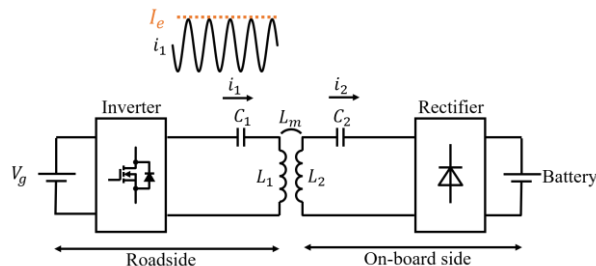 I_e
i_1
i_1
i_2
Inverter
C_1
L_m
C_2
Rectifier
V_g
L_1
L_2
Battery
Roadside
On-board side